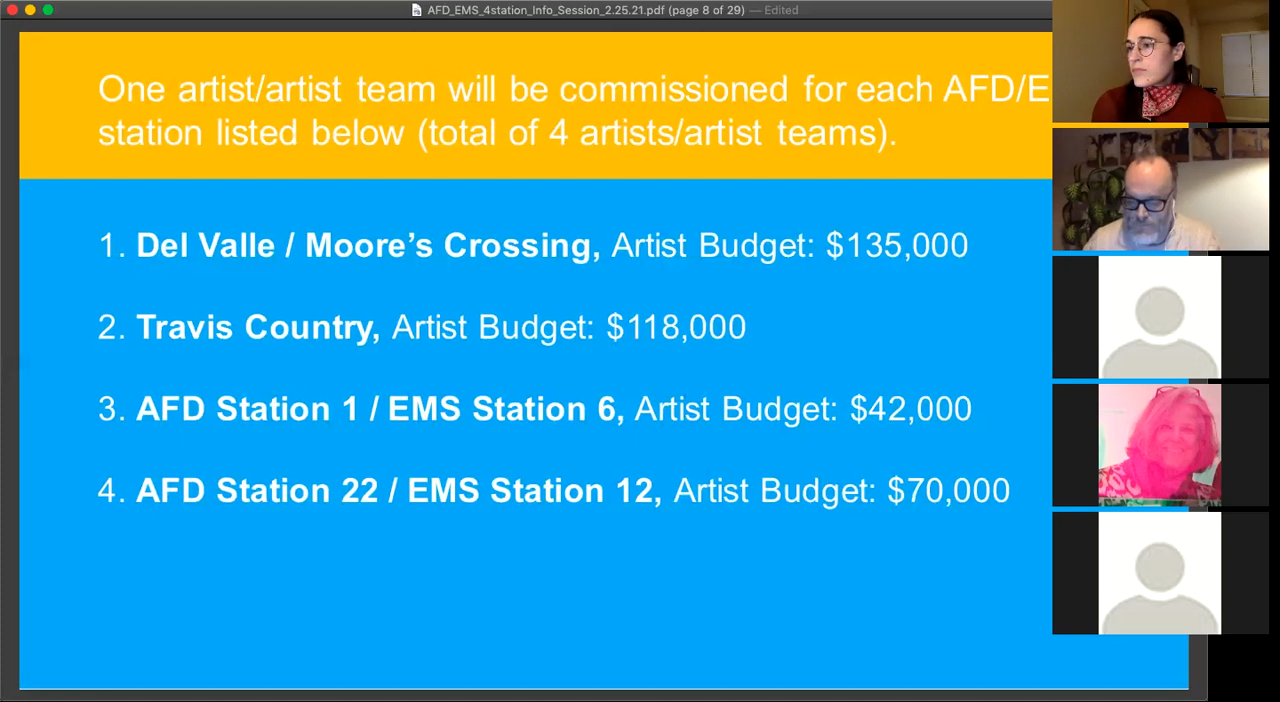 AFD_EMS_4station_Info_Session_2.25.21.pdf (page 8 of 29) — Edited
One artist/artist team will be commissioned for each AFD/E
station listed below (total of 4 artists/artist teams).
1. Del Valle / Moore’s Crossing, Artist Budget: $135,000
2. Travis Country, Artist Budget: $118,000
3. AFD Station 1 / EMS Station 6, Artist Budget: $42,000
4. AFD Station 22 / EMS Station 12, Artist Budget: $70,000